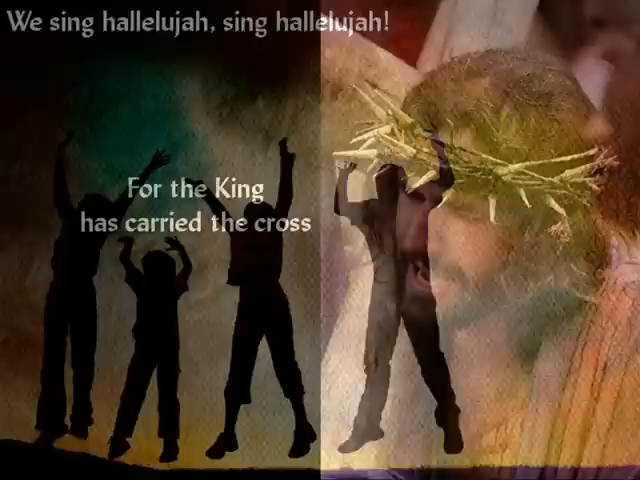 We sing hallelujah, sing hallelujah!
For the King
has carried the cross